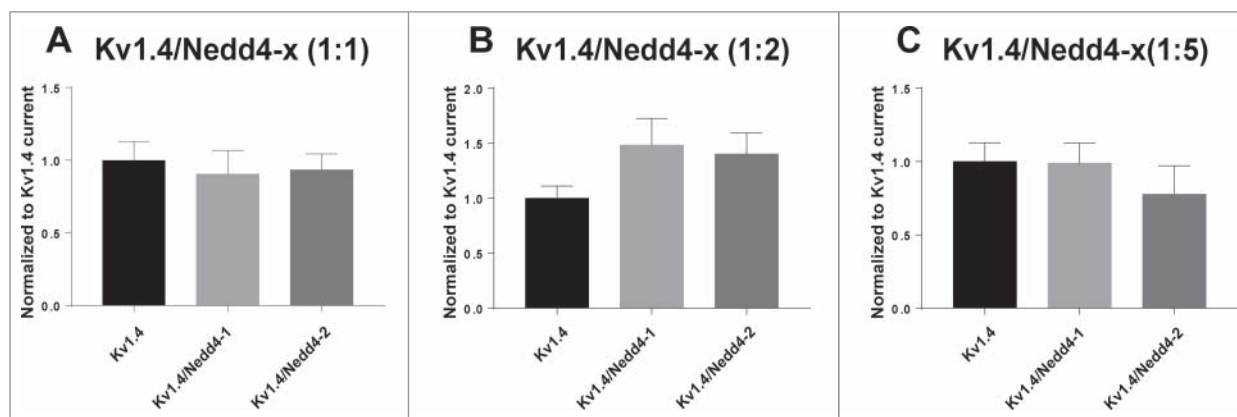 A Kv1.4/Nedd4-x (1:1)
Normalized to Kv1.4 current
1.5
1.0
0.5
0.0
Kv1.4
Kv1.4/Nedd4-1
Kv1.4/Nedd4-2
B Kv1.4/Nedd4-x (1:2)
Normalized to Kv1.4 current
2.0
1.5
1.0
0.5
0.0
Kv1.4
Kv1.4/Nedd4-1
Kv1.4/Nedd4-2
C Kv1.4/Nedd4-x(1:5)
Normalized to Kv1.4 current
1.5
1.0
0.5
0.0
Kv1.4
Kv1.4/Nedd4-1
Kv1.4/Nedd4-2